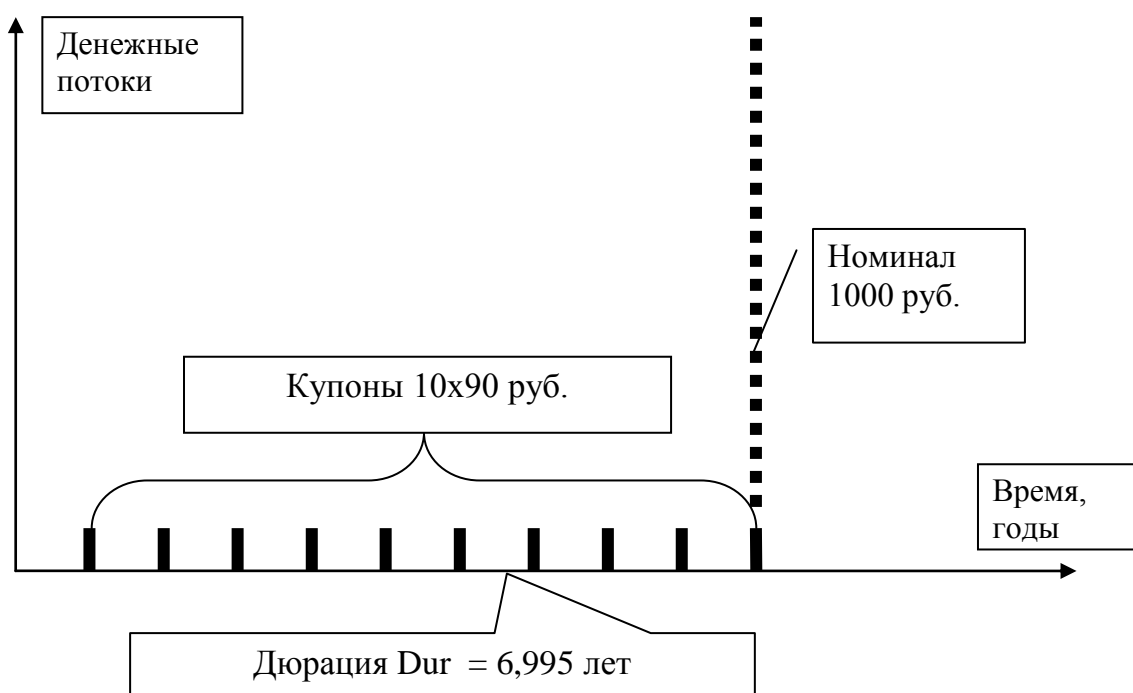 Денежные
потоки
Номинал
1000 руб.
Купоны 10х90 руб.
Время,
годы
Дюрация Dur = 6,995 лет